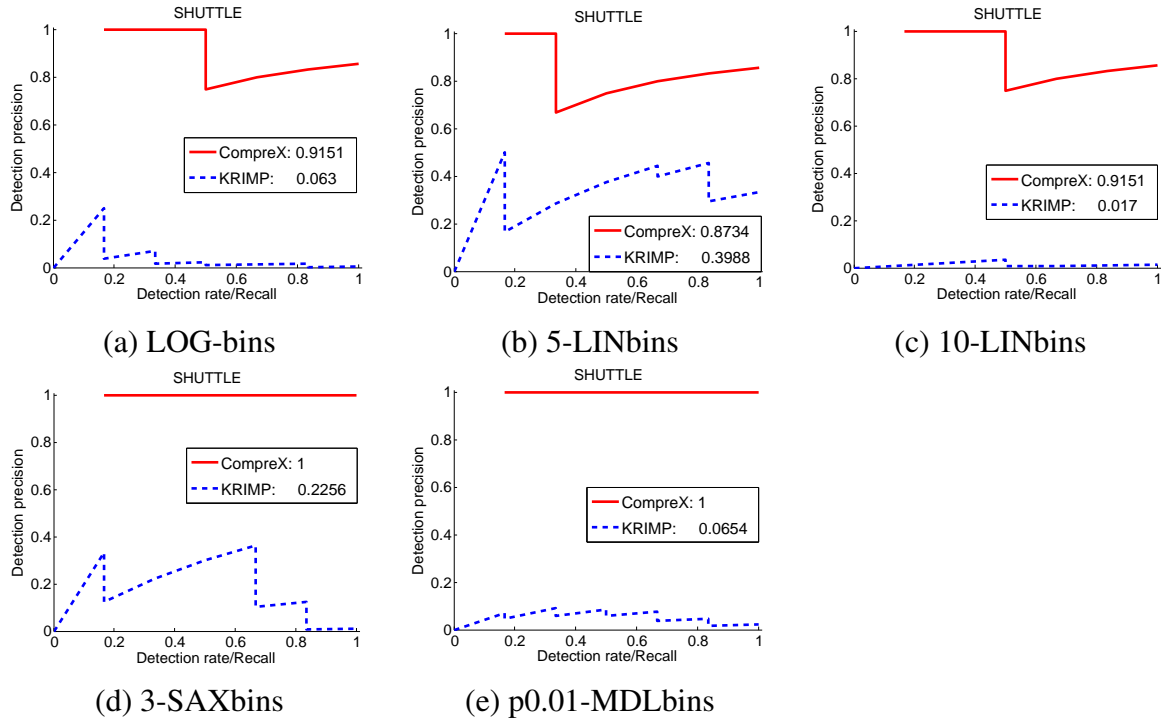 SHUTTLE
1
0.8
0.6
0.4
0.2
0
Detection precision
CompreX: 0.9151
KRIMP: 0.063
0.2 0.4 0.6 0.8 1
Detection rate/Recall
(a) LOG-bins
SHUTTLE
1
0.8
0.6
0.4
0.2
0
Detection precision
CompreX: 0.8734
KRIMP: 0.3988
0 0.2 0.4 0.6 0.8 1
Detection rate/Recall
(b) 5-LINbins
SHUTTLE
1
0.8
0.6
0.4
0.2
0
Detection precision
CompreX: 0.9151
KRIMP: 0.017
0 0.2 0.4 0.6 0.8 1
Detection rate/Recall
(c) 10-LINbins
SHUTTLE
1
0.8
0.6
0.4
0.2
0
Detection precision
CompreX: 1
KRIMP: 0.2256
0 0.2 0.4 0.6 0.8 1
Detection rate/Recall
(d) 3-SAXbins
SHUTTLE
1
0.8
0.6
0.4
0.2
0
Detection precision
CompreX: 1
KRIMP: 0.0654
0 0.2 0.4 0.6 0.8 1
Detection rate/Recall
(e) p0.01-MDLbins